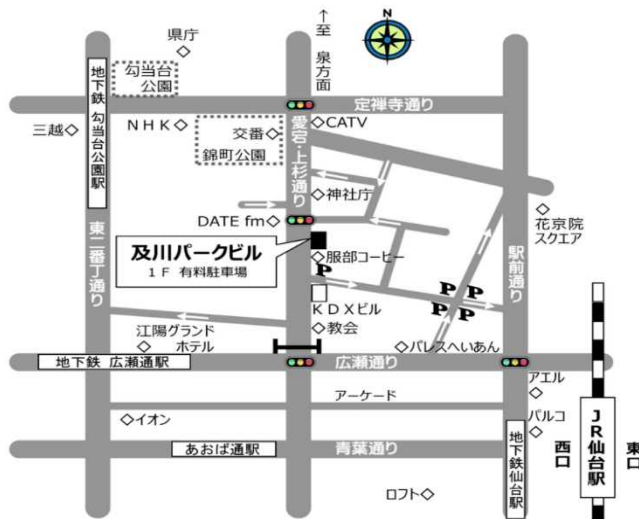 県庁
↑至 泉方面
勾当台
公園
地下鉄 勾当台公園駅
定禅寺通り
三越
NHK
交番
錦町公園
CATV
愛宕・上杉通り
神社庁
DATE fm
花京院
スクエア
及川パークビル
1F 有料駐車場
服部コーヒー
東二番丁通り
駅前通り
P
P P
P P
KDXビル
教会
江陽グランド
ホテル
パレスへいあん
地下鉄 広瀬通駅
広瀬通り
アエル
アーケード
パルコ
イオン
あおば通駅
青葉通り
地下鉄仙台駅
西口
JR仙台駅
東口
ロフト